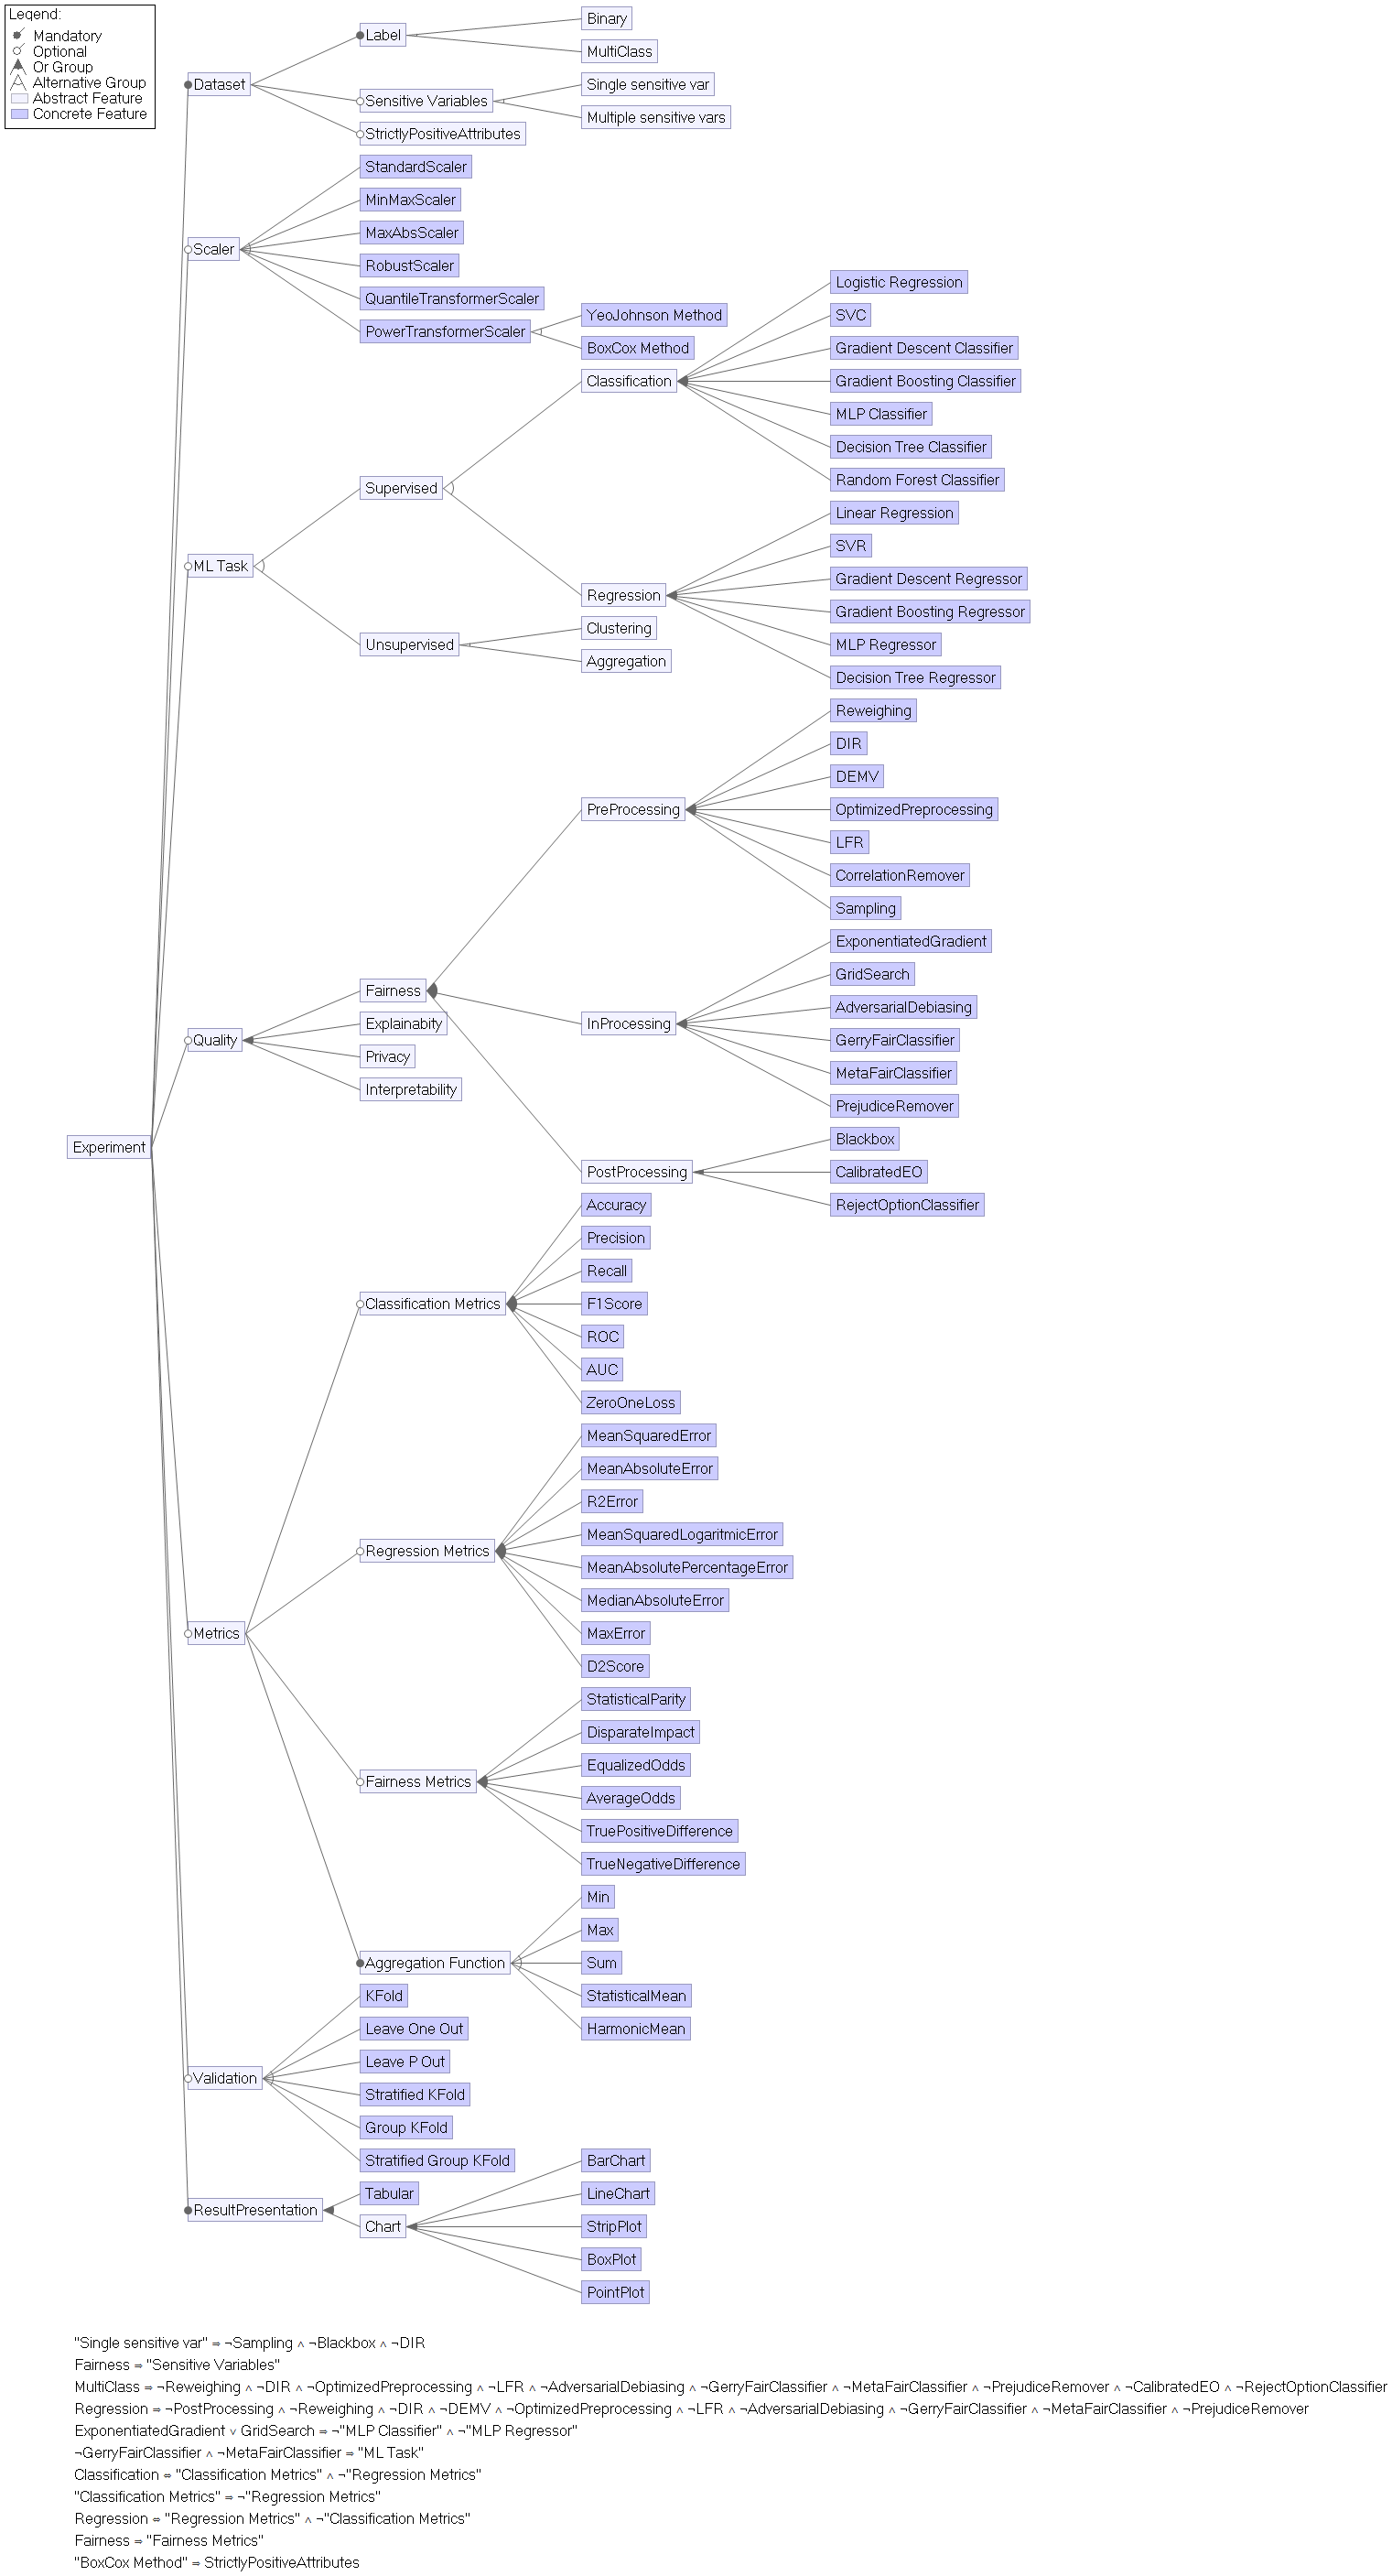 Legend:
Mandatory
Optional
Or Group
Alternative Group
Abstract Feature
Concrete Feature
Experiment
Dataset
Label
Binary
MultiClass
Sensitive Variables
Single sensitive var
Multiple sensitive vars
StrictlyPositiveAttributes
Scaler
StandardScaler
MinMaxScaler
MaxAbsScaler
RobustScaler
QuantileTransformerScaler
PowerTransformerScaler
YeoJohnson Method
BoxCox Method
ML Task
Supervised
Classification
Logistic Regression
SVC
Gradient Descent Classifier
Gradient Boosting Classifier
MLP Classifier
Decision Tree Classifier
Random Forest Classifier
Regression
Linear Regression
SVR
Gradient Descent Regressor
Gradient Boosting Regressor
MLP Regressor
Decision Tree Regressor
Unsupervised
Clustering
Aggregation
Quality
Fairness
PreProcessing
Reweighing
DIR
DEMV
OptimizedPreprocessing
LFR
CorrelationRemover
Sampling
InProcessing
ExponentiatedGradient
GridSearch
AdversarialDebiasing
GerryFairClassifier
MetaFairClassifier
PrejudiceRemover
PostProcessing
Blackbox
CalibratedEO
RejectOptionClassifier
Explainabity
Privacy
Interpretability
Metrics
Classification Metrics
Accuracy
Precision
Recall
F1Score
ROC
AUC
ZeroOneLoss
Regression Metrics
MeanSquaredError
MeanAbsoluteError
R2Error
MeanSquaredLogaritmicError
MeanAbsolutePercentageError
MedianAbsoluteError
MaxError
D2Score
Fairness Metrics
StatisticalParity
DisparateImpact
EqualizedOdds
AverageOdds
TruePositiveDifference
TrueNegativeDifference
Aggregation Function
Min
Max
Sum
StatisticalMean
HarmonicMean
Validation
KFold
Leave One Out
Leave P Out
Stratified KFold
Group KFold
Stratified Group KFold
ResultPresentation
Tabular
Chart
BarChart
LineChart
StripPlot
BoxPlot
PointPlot
"Single sensitive var" ⇒ ¬Sampling ∧ ¬Blackbox ∧ ¬DIR
Fairness ⇒ "Sensitive Variables"
MultiClass ⇒ ¬Reweighing ∧ ¬DIR ∧ ¬OptimizedPreprocessing ∧ ¬LFR ∧ ¬AdversarialDebiasing ∧ ¬GerryFairClassifier ∧ ¬MetaFairClassifier ∧ ¬PrejudiceRemover ∧ ¬CalibratedEO ∧ ¬RejectOptionClassifier
Regression ⇒ ¬PostProcessing ∧ ¬Reweighing ∧ ¬DIR ∧ ¬DEMV ∧ ¬OptimizedPreprocessing ∧ ¬LFR ∧ ¬AdversarialDebiasing ∧ ¬GerryFairClassifier ∧ ¬MetaFairClassifier ∧ ¬PrejudiceRemover
ExponentiatedGradient ∨ GridSearch ⇒ ¬"MLP Classifier" ∧ ¬"MLP Regressor"
¬GerryFairClassifier ∧ ¬MetaFairClassifier ⇒ "ML Task"
Classification ⇔ "Classification Metrics" ∧ ¬"Regression Metrics"
"Classification Metrics" ⇒ ¬"Regression Metrics"
Regression ⇔ "Regression Metrics" ∧ ¬"Classification Metrics"
Fairness ⇒ "Fairness Metrics"
"BoxCox Method" ⇒ StrictlyPositiveAttributes